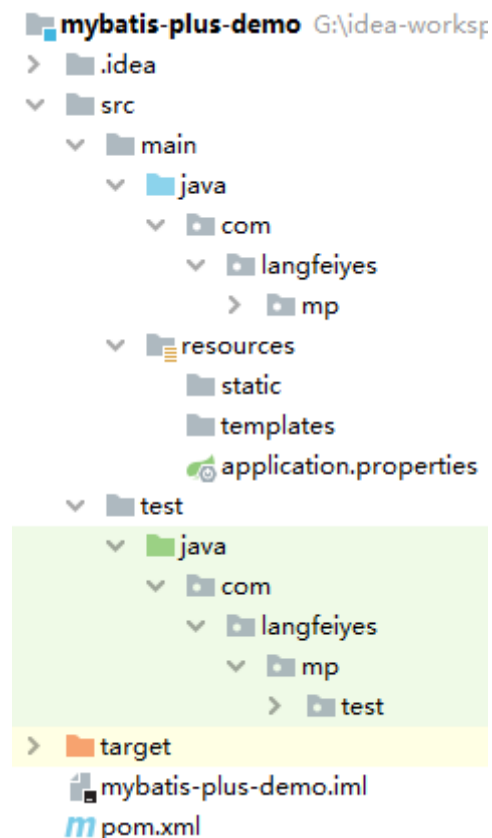 mybatis-plus-demo G:\idea-worksp
.idea
src
main
java
com
langfeiyes
mp
resources
static
templates
application.properties
test
java
com
langfeiyes
mp
test
target
mybatis-plus-demo.iml
pom.xml